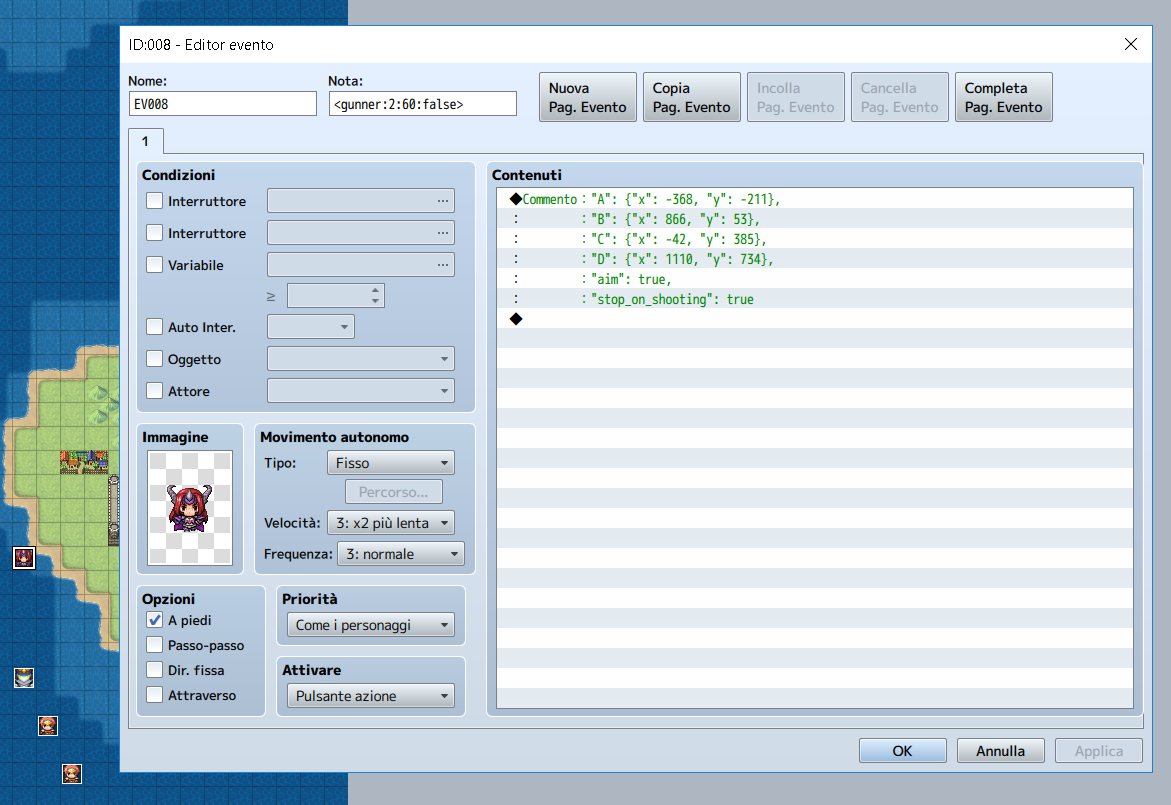 ID:008 - Editor evento
Nome:
Nota:
EV008
<gunner:2:60:false>
Nuova
Pag. Evento
Copia
Pag. Evento
Incolla
Pag. Evento
Cancella
Pag. Evento
Completa
Pag. Evento
1
Condizioni
Interruttore
...
Interruttore
...
Variabile
...
≥
Auto Inter.
Oggetto
Attore
Immagine
Movimento autonomo
Tipo:
Fisso
Percorso...
Velocità:
3: x2 più lenta
Frequenza:
3: normale
Opzioni
A piedi
Passo-passo
Dir. fissa
Attraverso
Priorità
Come i personaggi
Attivare
Pulsante azione
Contenuti
◆Commento : "A": {"x": -368, "y": -211},
: : "B": {"x": 866, "y": 53},
: : "C": {"x": -42, "y": 385},
: : "D": {"x": 1110, "y": 734},
: : "aim": true,
: : "stop_on_shooting": true
◆
OK
Annulla
Applica